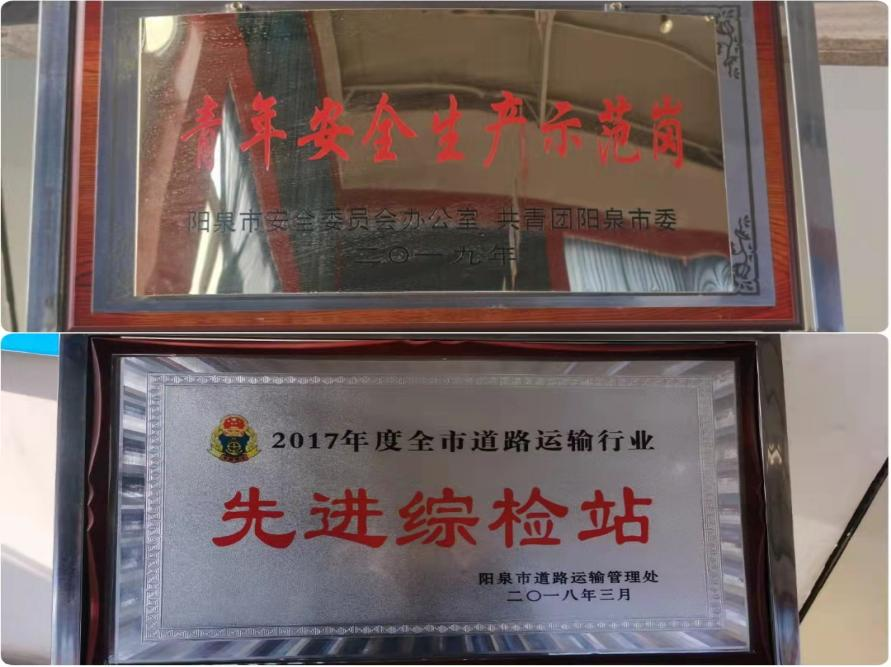 青年安全生产示范岗
阳泉市安全委员会办公室 共青团阳泉市委
二〇一九年
2017年度全市道路运输行业
先进综检站
阳泉市道路运输管理处
二〇一八年三月